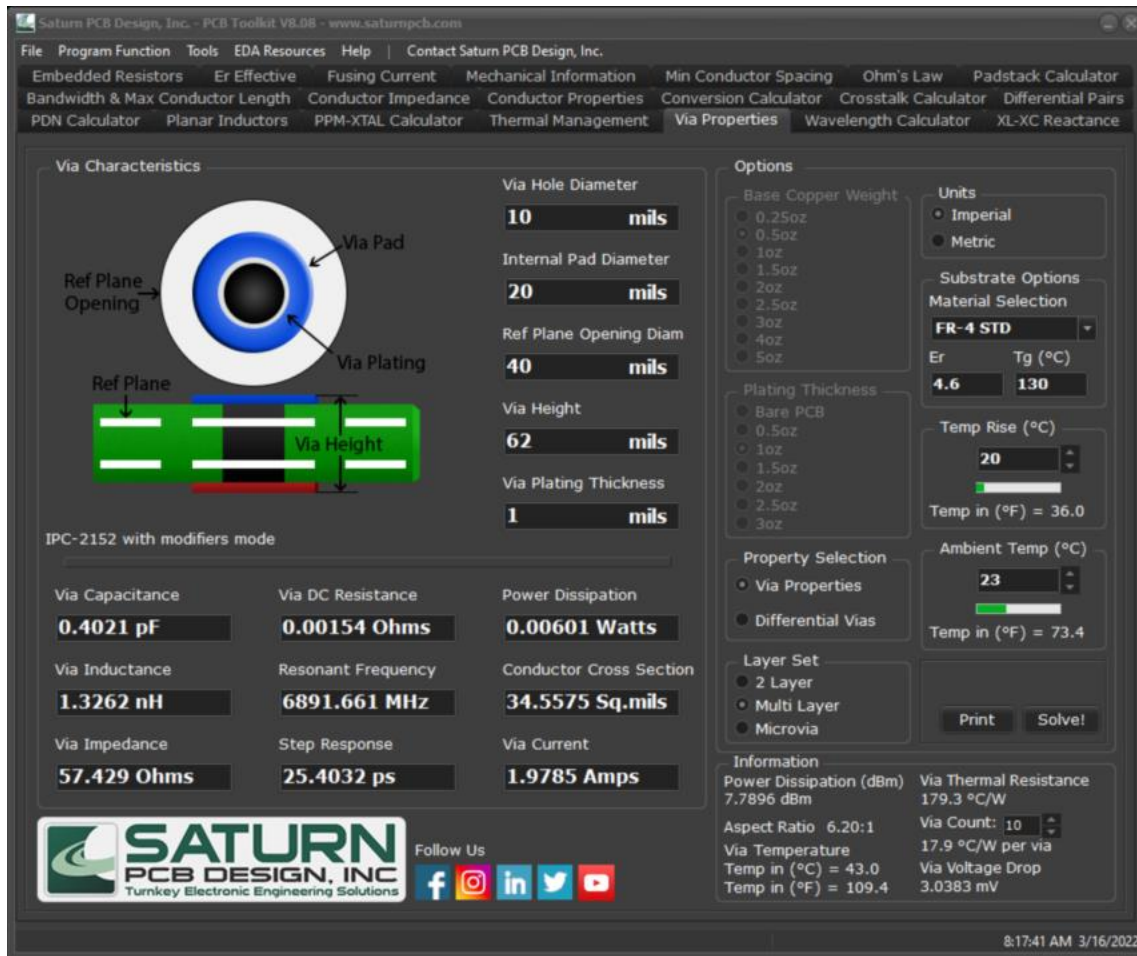 Saturn PCB Design, Inc. - PCB Toolkit V8.08 - www.saturnpcb.com
File Program Function Tools EDA Resources Help | Contact Saturn PCB Design, Inc.
Embedded Resistors Er Effective Fusing Current Mechanical Information Min Conductor Spacing Ohm's Law Padstack Calculator
Bandwidth & Max Conductor Length Conductor Impedance Conductor Properties Conversion Calculator Crosstalk Calculator Differential Pairs
PDN Calculator Planar Inductors PPM-XTAL Calculator Thermal Management Via Properties Wavelength Calculator XL-XC Reactance
Via Characteristics
Via Pad
Ref Plane
Opening
Via Plating
Ref Plane
Via Height
Via Hole Diameter
10 mils
Internal Pad Diameter
20 mils
Ref Plane Opening Diam
40 mils
Via Height
62 mils
Via Plating Thickness
1 mils
IPC-2152 with modifiers mode
Via Capacitance Via DC Resistance Power Dissipation
0.4021 pF 0.00154 Ohms 0.00601 Watts
Via Inductance Resonant Frequency Conductor Cross Section
1.3262 nH 6891.661 MHz 34.5575 Sq.mils
Via Impedance Step Response Via Current
57.429 Ohms 25.4032 ps 1.9785 Amps
SATURN
PCB DESIGN, INC
Turnkey Electronic Engineering Solutions
Follow Us
Options
Base Copper Weight
0.25oz
0.5oz
1oz
1.5oz
2oz
2.5oz
3oz
4oz
5oz
Plating Thickness
Bare PCB
0.5oz
1oz
1.5oz
2oz
2.5oz
3oz
Property Selection
Via Properties
Differential Vias
Layer Set
2 Layer
Multi Layer
Microvia
Units
Imperial
Metric
Substrate Options
Material Selection
FR-4 STD
Er Tg (°C)
4.6 130
Temp Rise (°C)
20
Temp in (°F) = 36.0
Ambient Temp (°C)
23
Temp in (°F) = 73.4
Print Solve!
Information
Power Dissipation (dBm)
7.7896 dBm
Aspect Ratio 6.20:1
Via Temperature
Temp in (°C) = 43.0
Temp in (°F) = 109.4
Via Thermal Resistance
179.3 °C/W
Via Count: 10
17.9 °C/W per via
Via Voltage Drop
3.0383 mV
8:17:41 AM 3/16/2022